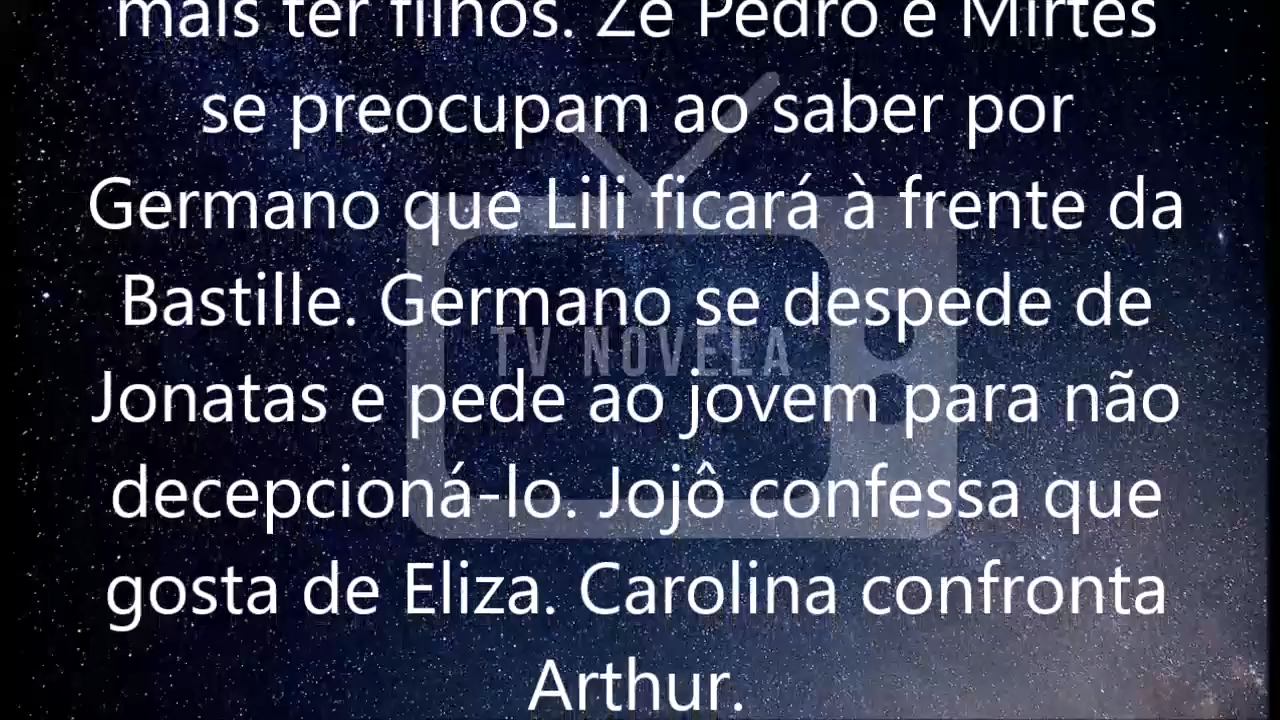 mais ter filhos. Zé Pedro e Mirtes
se preocupam ao saber por
Germano que Lili ficará à frente da
Bastille. Germano se despede de
TV NOVELA
Jonatas e pede ao jovem para não
decepcioná-lo. Jojô confessa que
gosta de Eliza. Carolina confronta
Arthur.